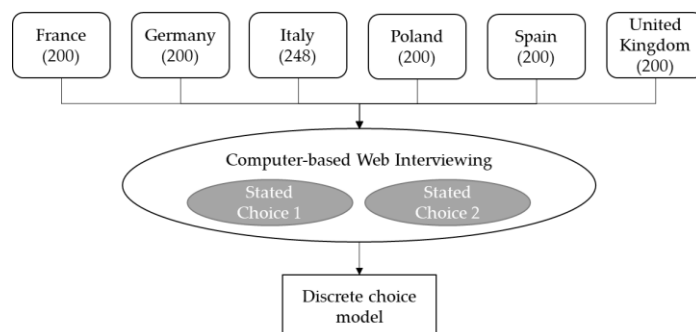 France
(200)
Germany
(200)
Italy
(248)
Poland
(200)
Spain
(200)
United
Kingdom
(200)
Computer-based Web Interviewing
Stated
Choice 1
Stated
Choice 2
Discrete choice
model